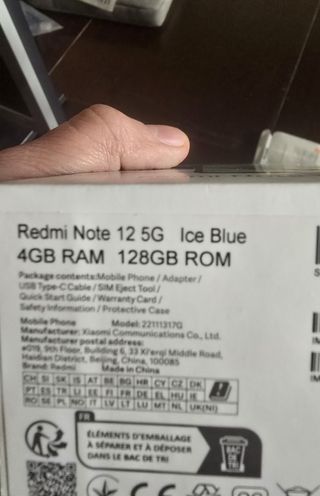 Redmi Note 12 5G Ice Blue
4GB RAM 128GB ROM
Package contents:Mobile Phone / Adapter /
USB Type-C Cable / SIM Eject Tool /
Quick Start Guide / Warranty Card /
Safety Information / Protective Case
Mobile Phone Model: 22111317G
Manufacturer: Xiaomi Communications Co., Ltd.
Manufacturer postal address:
#019, 9th Floor, Building 6, 33 Xi'erqi Middle Road,
Haidian District, Beijing, China, 100085
Brand: Redmi Made in China
CH SI SK IS AT BE BG HR CY CZ DK
PT ES TR LI EE FI FR DE EL HU IE
RO SE PL NO IT LV LT LU MT NL UK(NI)
FR
ÉLÉMENTS D'EMBALLAGE
À SÉPARER ET À DÉPOSER
DANS LE BAC DE TRI
BAC
DE TRI